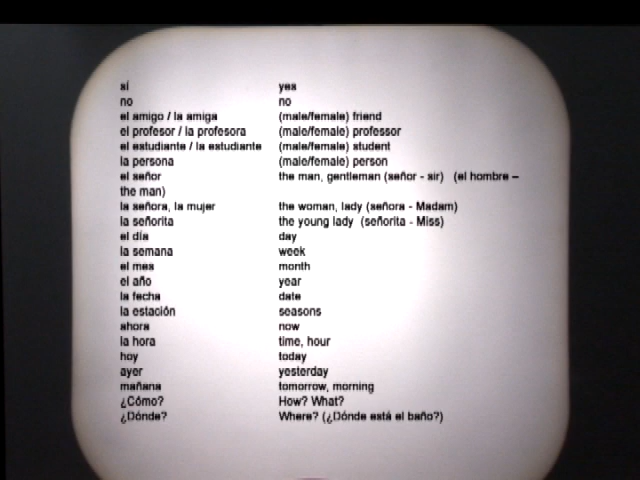 sí yes
no no
el amigo / la amiga (male/female) friend
el profesor / la profesora (male/female) professor
el estudiante / la estudiante (male/female) student
la persona (male/female) person
el señor the man, gentleman (señor - sir) (el hombre –
the man)
la señora, la mujer the woman, lady (señora - Madam)
la señorita the young lady (señorita - Miss)
el día day
la semana week
el mes month
el año year
la fecha date
la estación seasons
ahora now
la hora time, hour
hoy today
ayer yesterday
mañana tomorrow, morning
¿Cómo? How? What?
¿Dónde? Where? (¿Dónde está el baño?)